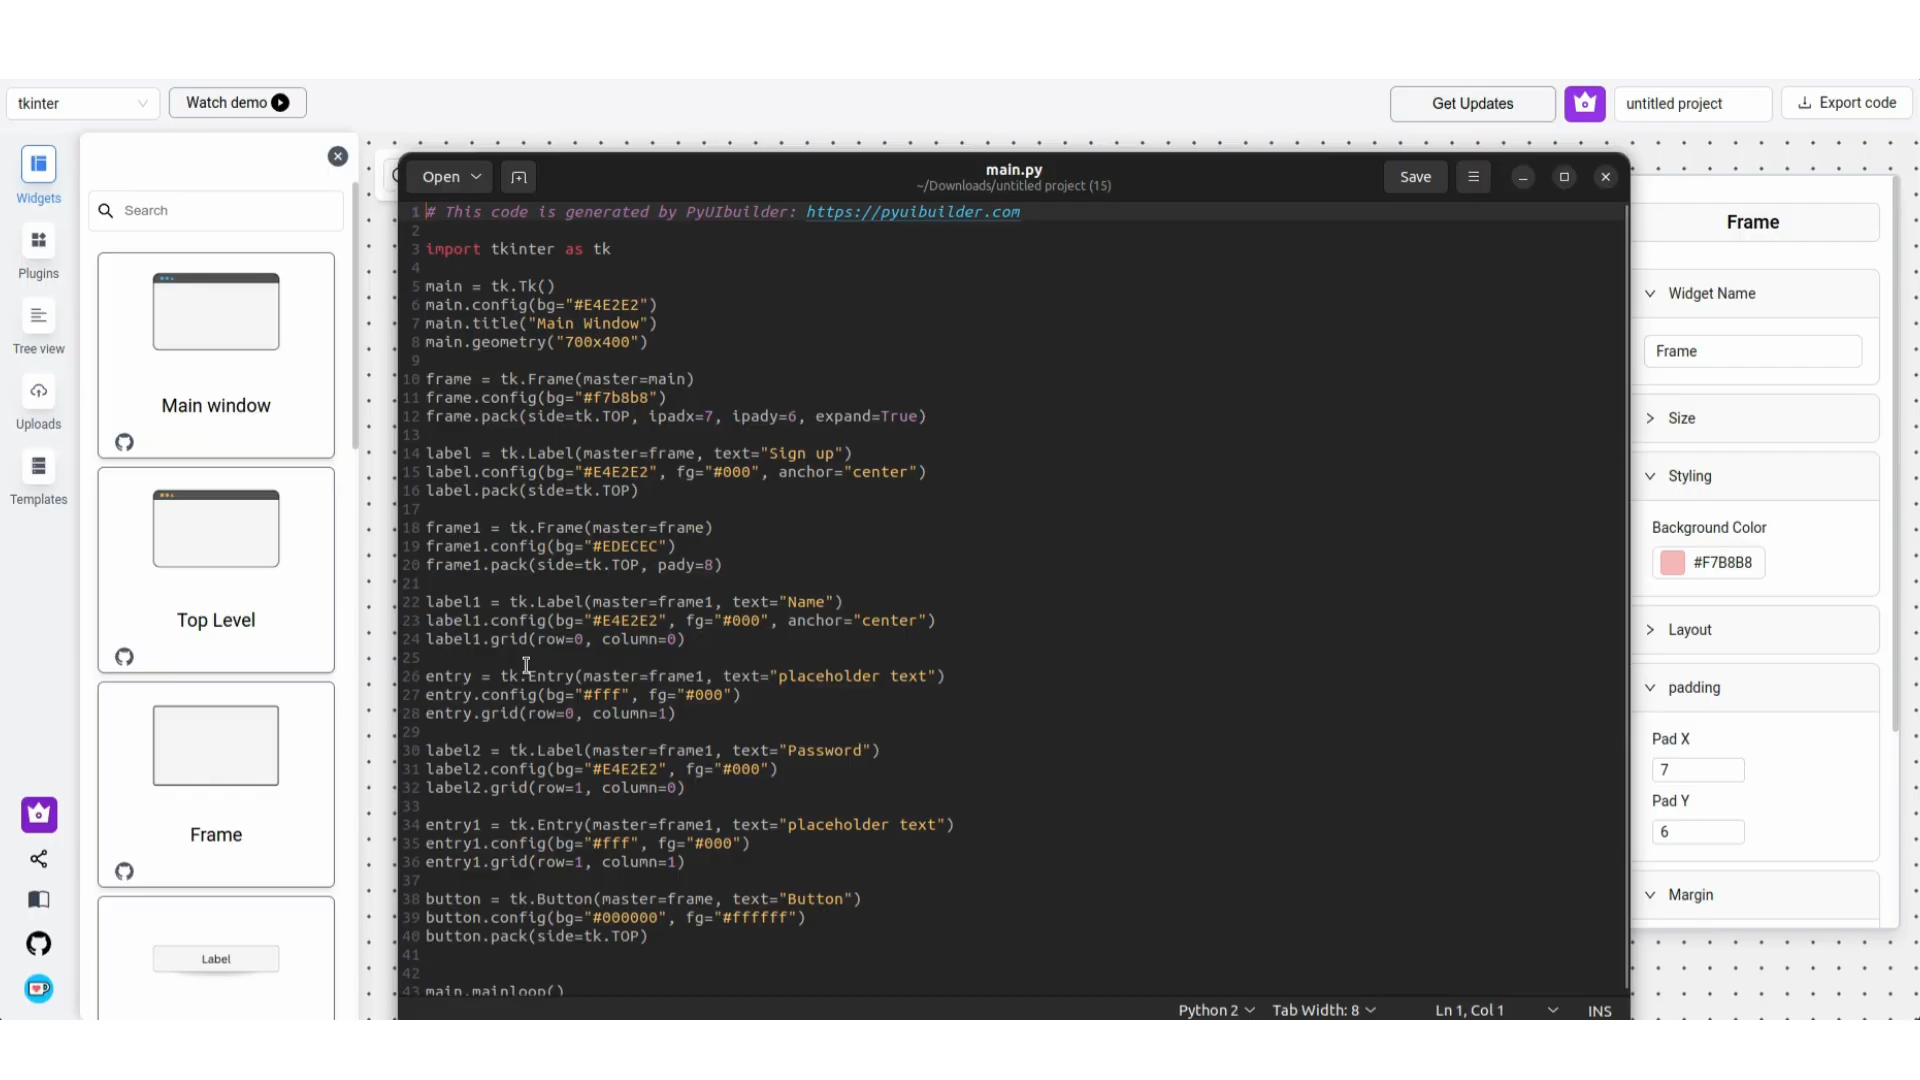 tkinter
Watch demo
Get Updates
untitled project
Export code
Widgets
Plugins
Tree view
Uploads
Templates
Search
Main window
Top Level
Frame
Label
Open
main.py
~/Downloads/untitled project (15)
Save
1 # This code is generated by PyUIbuilder: https://pyuibuilder.com
2
3 import tkinter as tk
4
5 main = tk.Tk()
6 main.config(bg="#E4E2E2")
7 main.title("Main Window")
8 main.geometry("700x400")
9
10 frame = tk.Frame(master=main)
11 frame.config(bg="#f7b8b8")
12 frame.pack(side=tk.TOP, ipadx=7, ipady=6, expand=True)
13
14 label = tk.Label(master=frame, text="Sign up")
15 label.config(bg="#E4E2E2", fg="#000", anchor="center")
16 label.pack(side=tk.TOP)
17
18 frame1 = tk.Frame(master=frame)
19 frame1.config(bg="#EDECEC")
20 frame1.pack(side=tk.TOP, pady=8)
21
22 label1 = tk.Label(master=frame1, text="Name")
23 label1.config(bg="#E4E2E2", fg="#000", anchor="center")
24 label1.grid(row=0, column=0)
25
26 entry = tk.Entry(master=frame1, text="placeholder text")
27 entry.config(bg="#fff", fg="#000")
28 entry.grid(row=0, column=1)
29
30 label2 = tk.Label(master=frame1, text="Password")
31 label2.config(bg="#E4E2E2", fg="#000")
32 label2.grid(row=1, column=0)
33
34 entry1 = tk.Entry(master=frame1, text="placeholder text")
35 entry1.config(bg="#fff", fg="#000")
36 entry1.grid(row=1, column=1)
37
38 button = tk.Button(master=frame, text="Button")
39 button.config(bg="#000000", fg="#ffffff")
40 button.pack(side=tk.TOP)
41
42
43 main.mainloop()
Python 2
Tab Width: 8
Ln 1, Col 1
INS
Frame
Widget Name
Frame
Size
Styling
Background Color
#F7B8B8
Layout
padding
Pad X
7
Pad Y
6
Margin